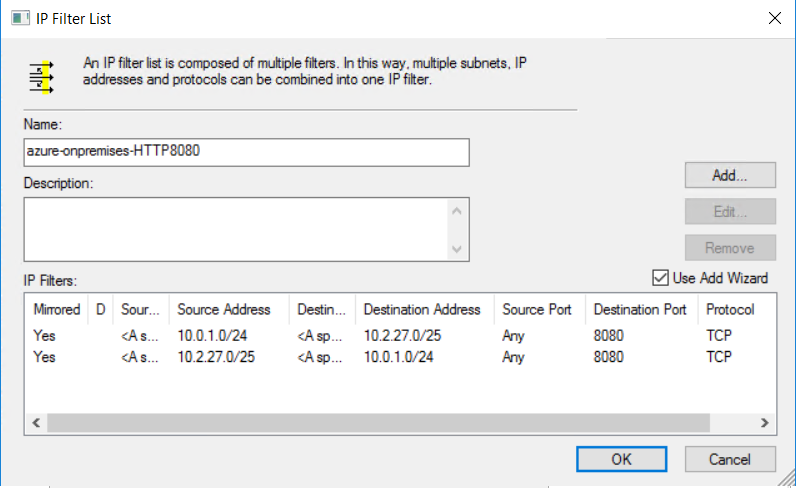 IP Filter List
An IP filter list is composed of multiple filters. In this way, multiple subnets, IP
addresses and protocols can be combined into one IP filter.
Name:
azure-onpremises-HTTP8080
Add...
Description:
Edit...
Remove
IP Filters:
Use Add Wizard
Mirrored D Sour... Source Address Destin... Destination Address Source Port Destination Port Protocol
Yes <A s... 10.0.1.0/24 <A sp... 10.2.27.0/25 Any 8080 TCP
Yes <A s... 10.2.27.0/25 <A sp... 10.0.1.0/24 Any 8080 TCP
OK Cancel